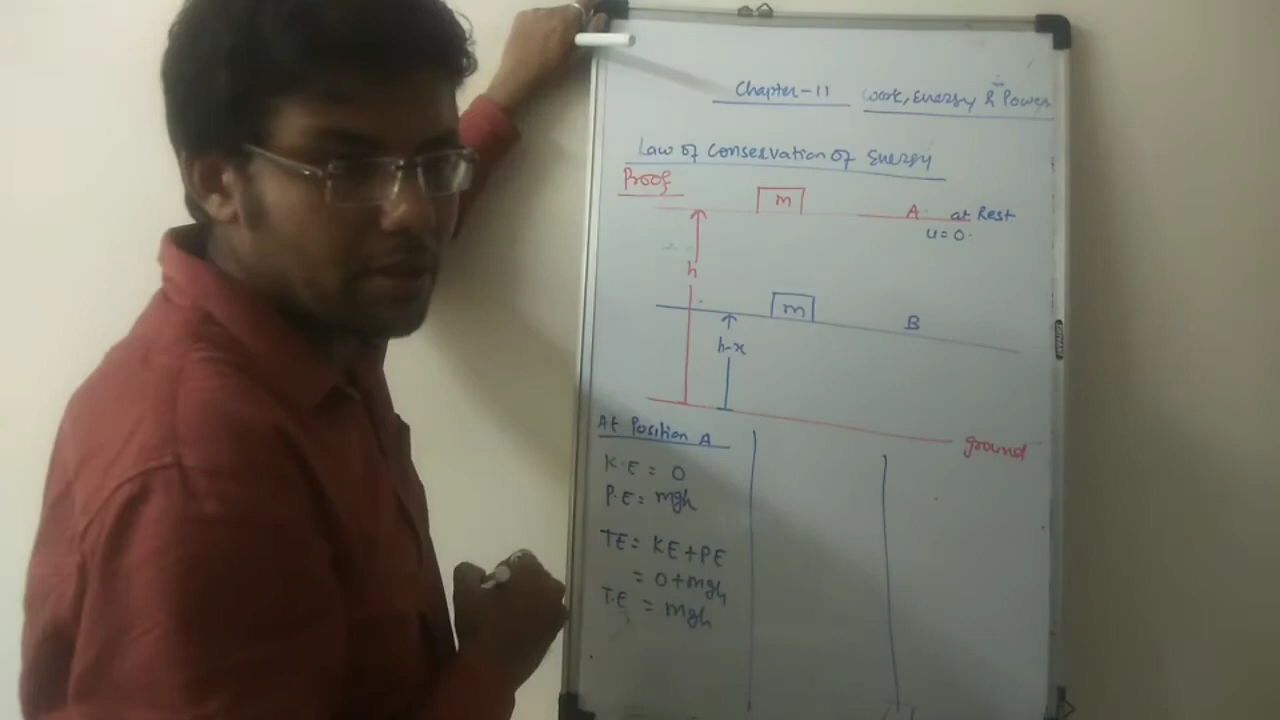 Chapter-11 Work, Energy & Power
Law of Conservation of Energy
Proof
m
A. at Rest
u=0.
h
m
B
h-x
ground
At Position A
K.E = 0
P.E = mgh
TE = KE+PE
= 0+mgh
T.E = mgh